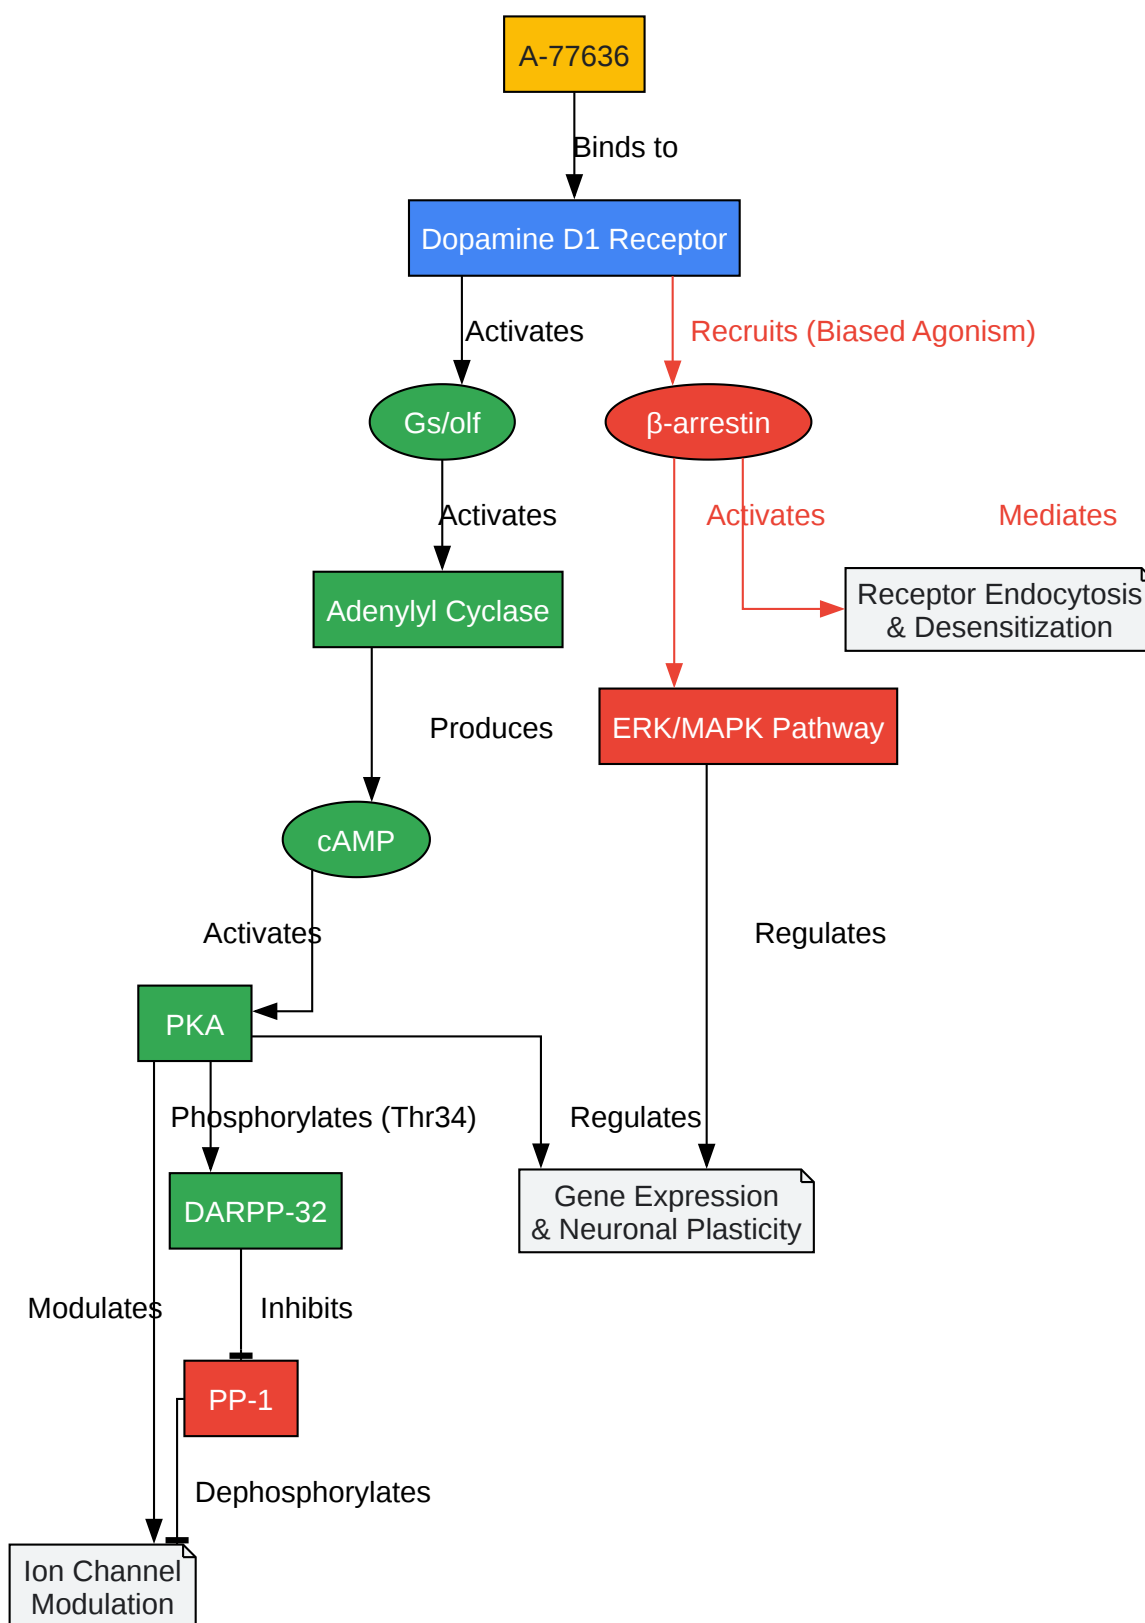 A-77636
Binds to
Dopamine D1 Receptor
Activates
Recruits (Biased Agonism)
Gs/olf
β-arrestin
Activates
Activates
Mediates
Receptor Endocytosis
& Desensitization
Adenylyl Cyclase
Produces
ERK/MAPK Pathway
cAMP
Activates
Regulates
PKA
Phosphorylates (Thr34)
Regulates
DARPP-32
Gene Expression
& Neuronal Plasticity
Modulates
Inhibits
PP-1
Dephosphorylates
Ion Channel
Modulation